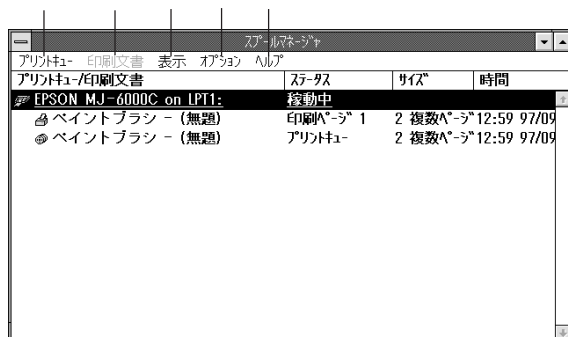 ｽﾌﾟｰﾙﾏﾈｰｼﾞｬ
ﾌﾟﾘﾝﾄｷｭｰ 印刷文書 表示 ｵﾌﾟｼｮﾝ ﾍﾙﾌﾟ
ﾌﾟﾘﾝﾄｷｭｰ/印刷文書 ｽﾃｰﾀｽ ｻｲｽﾞ 時間
EPSON MJ-6000C on LPT1: 稼動中
ペイントブラシ - (無題) 印刷ﾍﾟｰｼﾞ 1 2 複数ﾍﾟｰｼﾞ 12:59 97/09
ペイントブラシ - (無題) ﾌﾟﾘﾝﾄｷｭｰ 2 複数ﾍﾟｰｼﾞ 12:59 97/09